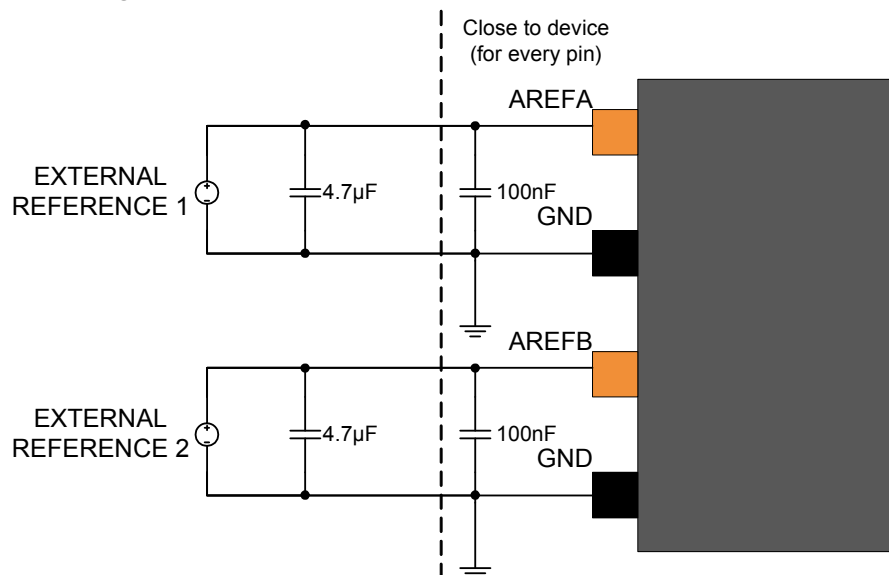 Close to device
(for every pin)
AREFA
EXTERNAL
REFERENCE 1
4.7µF
100nF
GND
AREFB
EXTERNAL
REFERENCE 2
4.7µF
100nF
GND